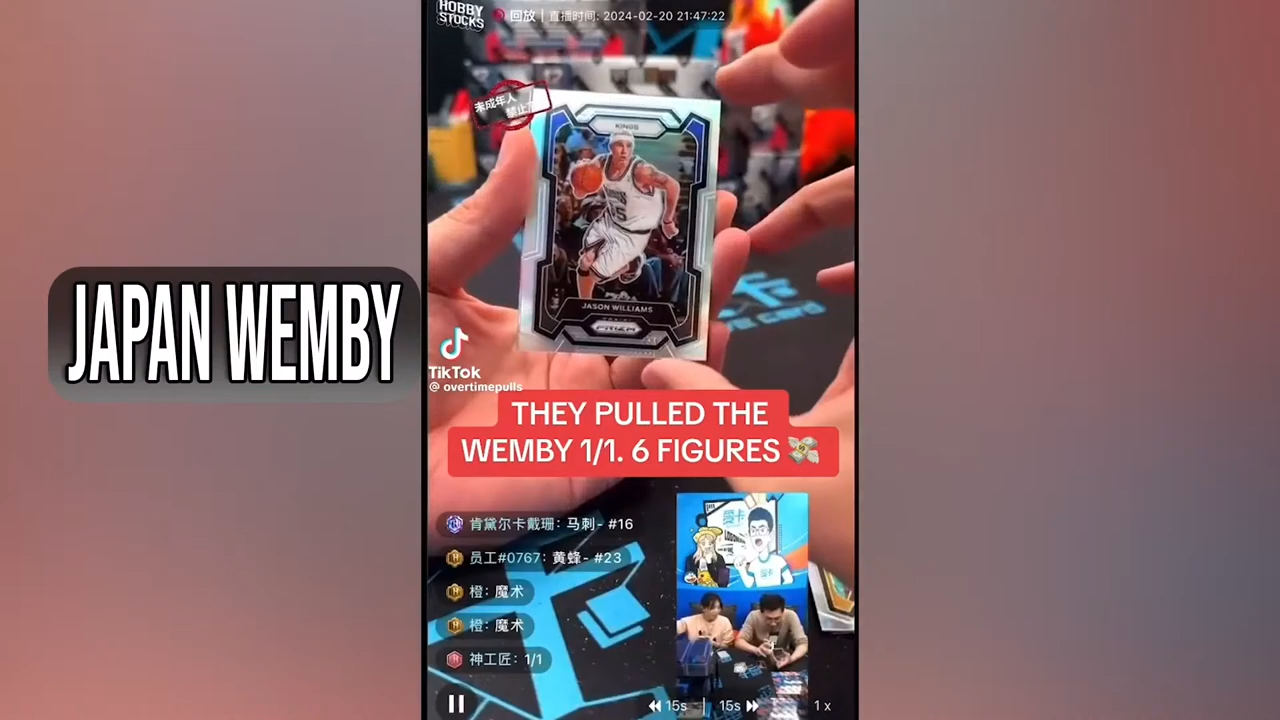 HOBBY
STOCKS
回放 | 直播时间: 2024-02-20 21:47:22
未成年人
禁止
KINGS
JASON WILLIAMS
PRIZM
JAPAN WEMBY
TikTok
@ overtimepulls
THEY PULLED THE
WEMBY 1/1. 6 FIGURES
肯黛尔卡戴珊: 马刺- #16
员工#0767: 黄蜂- #23
橙: 魔术
橙: 魔术
神工匠: 1/1
15s | 15s 1 x